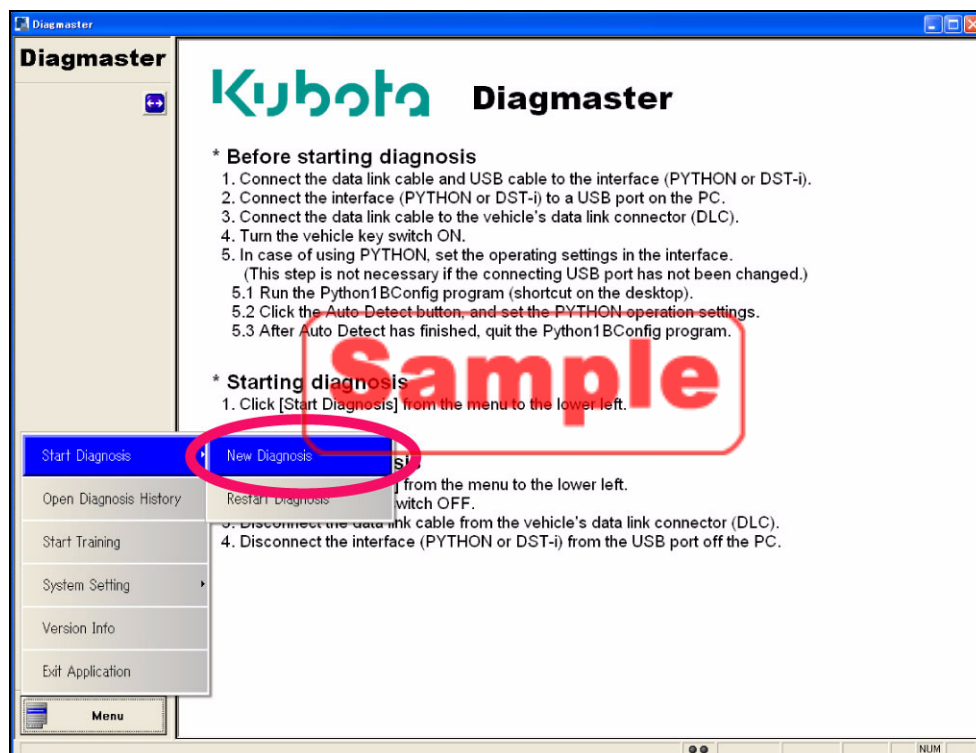 Diagmaster
Diagmaster
Kubota Diagmaster
* Before starting diagnosis
1. Connect the data link cable and USB cable to the interface (PYTHON or DST-i).
2. Connect the interface (PYTHON or DST-i) to a USB port on the PC.
3. Connect the data link cable to the vehicle's data link connector (DLC).
4. Turn the vehicle key switch ON.
5. In case of using PYTHON, set the operating settings in the interface.
(This step is not necessary if the connecting USB port has not been changed.)
5.1 Run the Python1BConfig program (shortcut on the desktop).
5.2 Click the Auto Detect button, and set the PYTHON operation settings.
5.3 After Auto Detect has finished, quit the Python1BConfig program.
Sample
* Starting diagnosis
1. Click [Start Diagnosis] from the menu to the lower left.
sis
] from the menu to the lower left.
switch OFF.
3. Disconnect the data link cable from the vehicle's data link connector (DLC).
4. Disconnect the interface (PYTHON or DST-i) from the USB port off the PC.
Start Diagnosis
New Diagnosis
Open Diagnosis History
Restart Diagnosis
Start Training
System Setting
Version Info
Exit Application
Menu
NUM